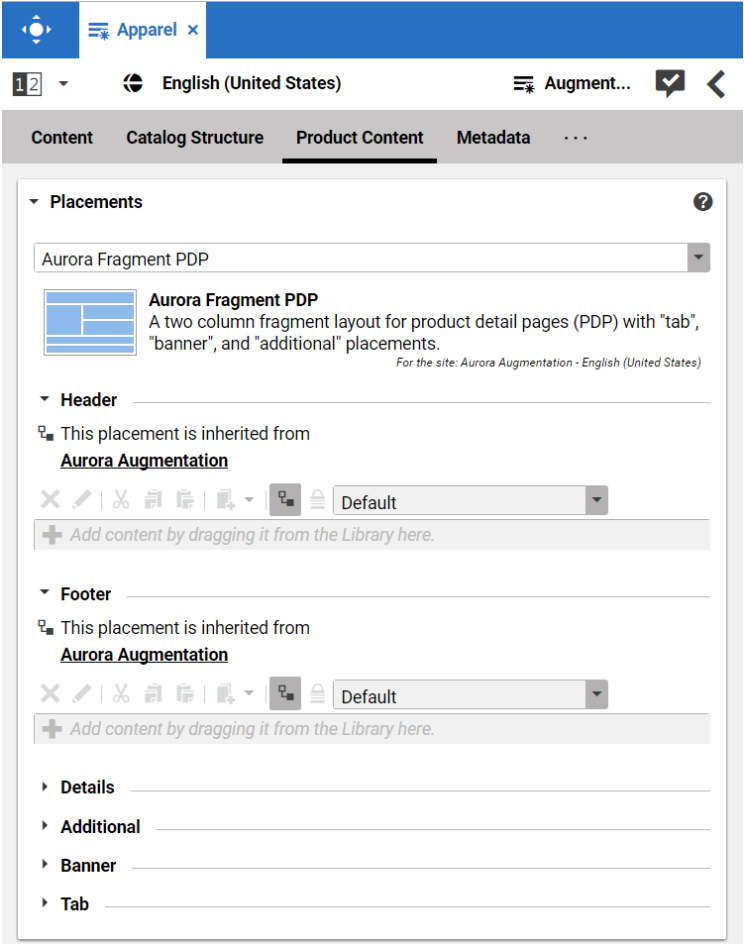 Apparel ×
12 English (United States) Augment...
Content Catalog Structure Product Content Metadata ...
Placements ?
Aurora Fragment PDP
Aurora Fragment PDP
A two column fragment layout for product detail pages (PDP) with "tab",
"banner", and "additional" placements.
For the site: Aurora Augmentation - English (United States)
Header
This placement is inherited from
Aurora Augmentation
Default
Add content by dragging it from the Library here.
Footer
This placement is inherited from
Aurora Augmentation
Default
Add content by dragging it from the Library here.
Details
Additional
Banner
Tab